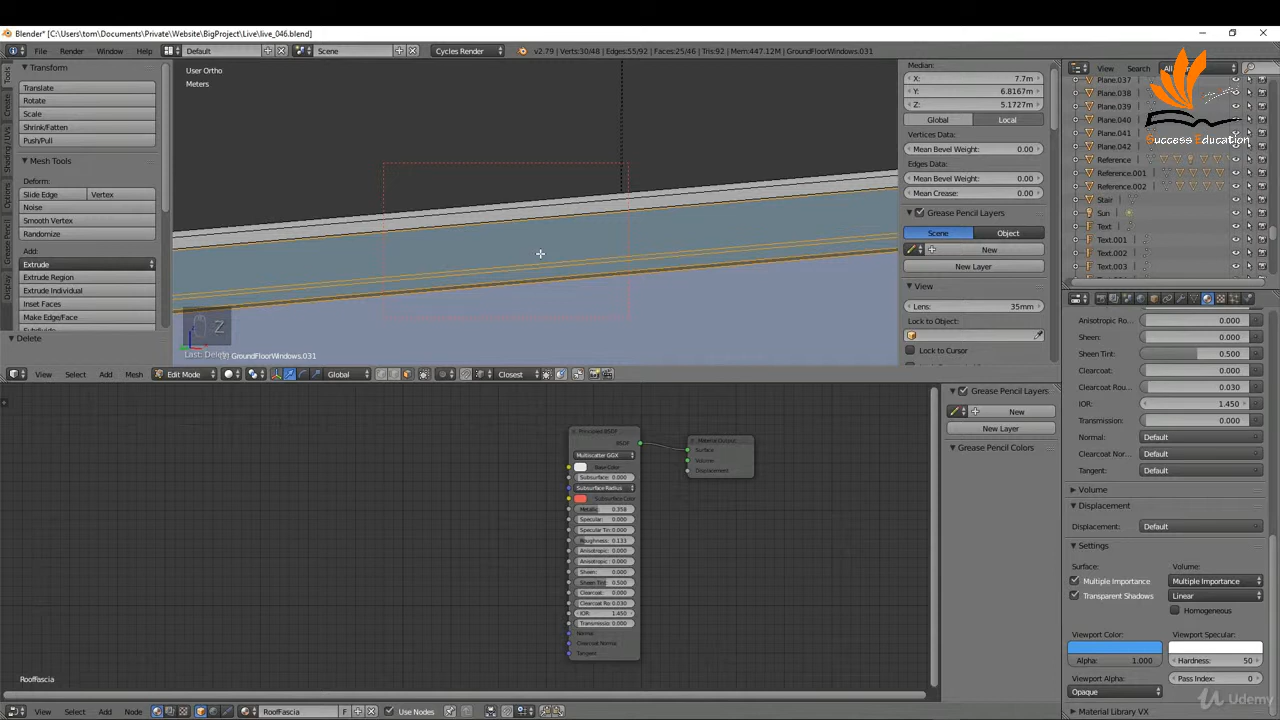 Blender* [C:\Users\tom\Documents\Private\Website\BigProject\Live\live_046.blend]
File Render Window Help Default Scene Cycles Render v2.79 | Verts:30/48 | Edges:55/92 | Faces:25/46 | Tris:92 | Mem:447.12M | GroundFloorWindows.031
View Search All
Tools
Create
Shading / UVs
Options
Grease Pencil
Display
Transform
Translate
Rotate
Scale
Shrink/Fatten
Push/Pull
Mesh Tools
Deform:
Slide Edge Vertex
Noise
Smooth Vertex
Randomize
Add:
Extrude
Extrude Region
Extrude Individual
Inset Faces
Make Edge/Face
Subdivide
Delete
User Ortho
Meters
Z
GroundFloorWindows.031
Median:
X: 7.7m
Y: 6.8167m
Z: 5.1727m
Global Local
Vertices Data:
Mean Bevel Weight: 0.00
Edges Data:
Mean Bevel Weight: 0.00
Mean Crease: 0.00
Grease Pencil Layers
Scene Object
New
New Layer
View
Lens: 35mm
Lock to Object:
Lock to Cursor
Plane.037
Plane.038
Plane.039
Plane.040
Plane.041
Plane.042
Reference
Reference.001
Reference.002
Stair
Sun
Text
Text.001
Text.002
Text.003
Success Education
View Select Add Mesh Edit Mode Global Closest
Anisotropic Ro... 0.000
Sheen: 0.000
Sheen Tint: 0.500
Clearcoat: 0.000
Clearcoat Rou... 0.030
IOR: 1.450
Transmission: 0.000
Normal: Default
Clearcoat Nor... Default
Tangent: Default
Volume
Displacement
Displacement: Default
Settings
Surface: Volume:
Multiple Importance Multiple Importance
Transparent Shadows Linear
Homogeneous
Viewport Color: Viewport Specular:
Alpha: 1.000 Hardness: 50
Viewport Alpha: Pass Index: 0
Opaque
Material Library VX
Grease Pencil Layers
New
New Layer
Grease Pencil Colors
Principled BSDF
BSDF
Multiscatter GGX
Base Color
Subsurface: 0.000
Subsurface Radius
Subsurface Color
Metallic: 0.358
Specular: 0.000
Specular Tin: 0.000
Roughness: 0.131
Anisotropic: 0.000
Anisotropic: 0.000
Sheen: 0.000
Sheen Tint: 0.500
Clearcoat: 0.000
Clearcoat Ro: 0.030
IOR: 1.450
Transmissio: 0.000
Normal
Clearcoat Normal
Tangent
Material Output
Surface
Volume
Displacement
RoofFascia
View Select Add Node RoofFascia F Use Nodes
Udemy